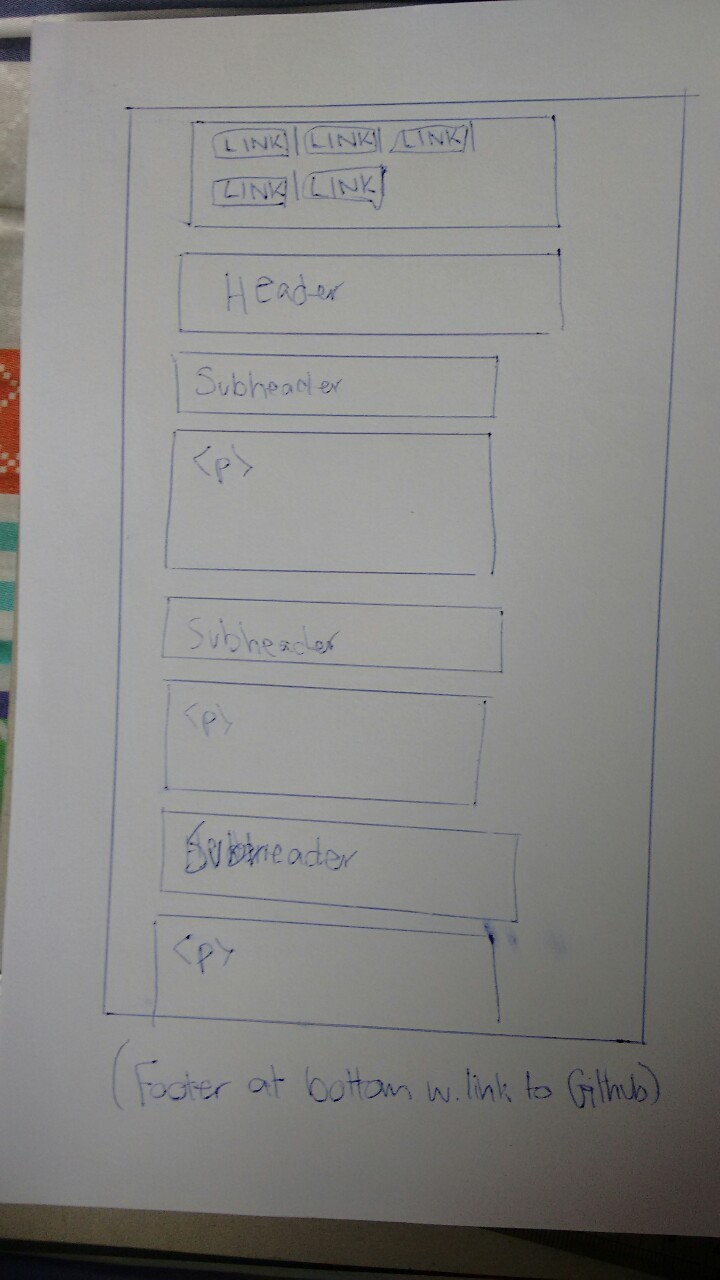 LINK | LINK | LINK |
LINK | LINK
Header
Subheader
<p>
Subheader
<p>
Subheader
<p>
(Footer at bottom w. link to Github)